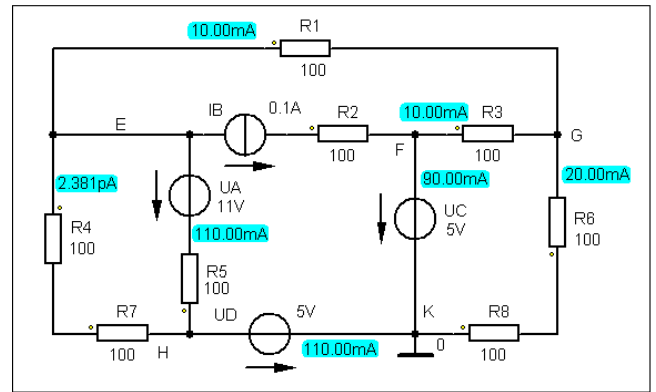 10.00mA
R1
100
E
IB
0.1A
R2
100
F
10.00mA
R3
100
G
2.381pA
R4
100
UA
11V
110.00mA
90.00mA
UC
5V
20.00mA
R6
100
R5
100
R7
100
H
UD
5V
110.00mA
K
0
R8
100